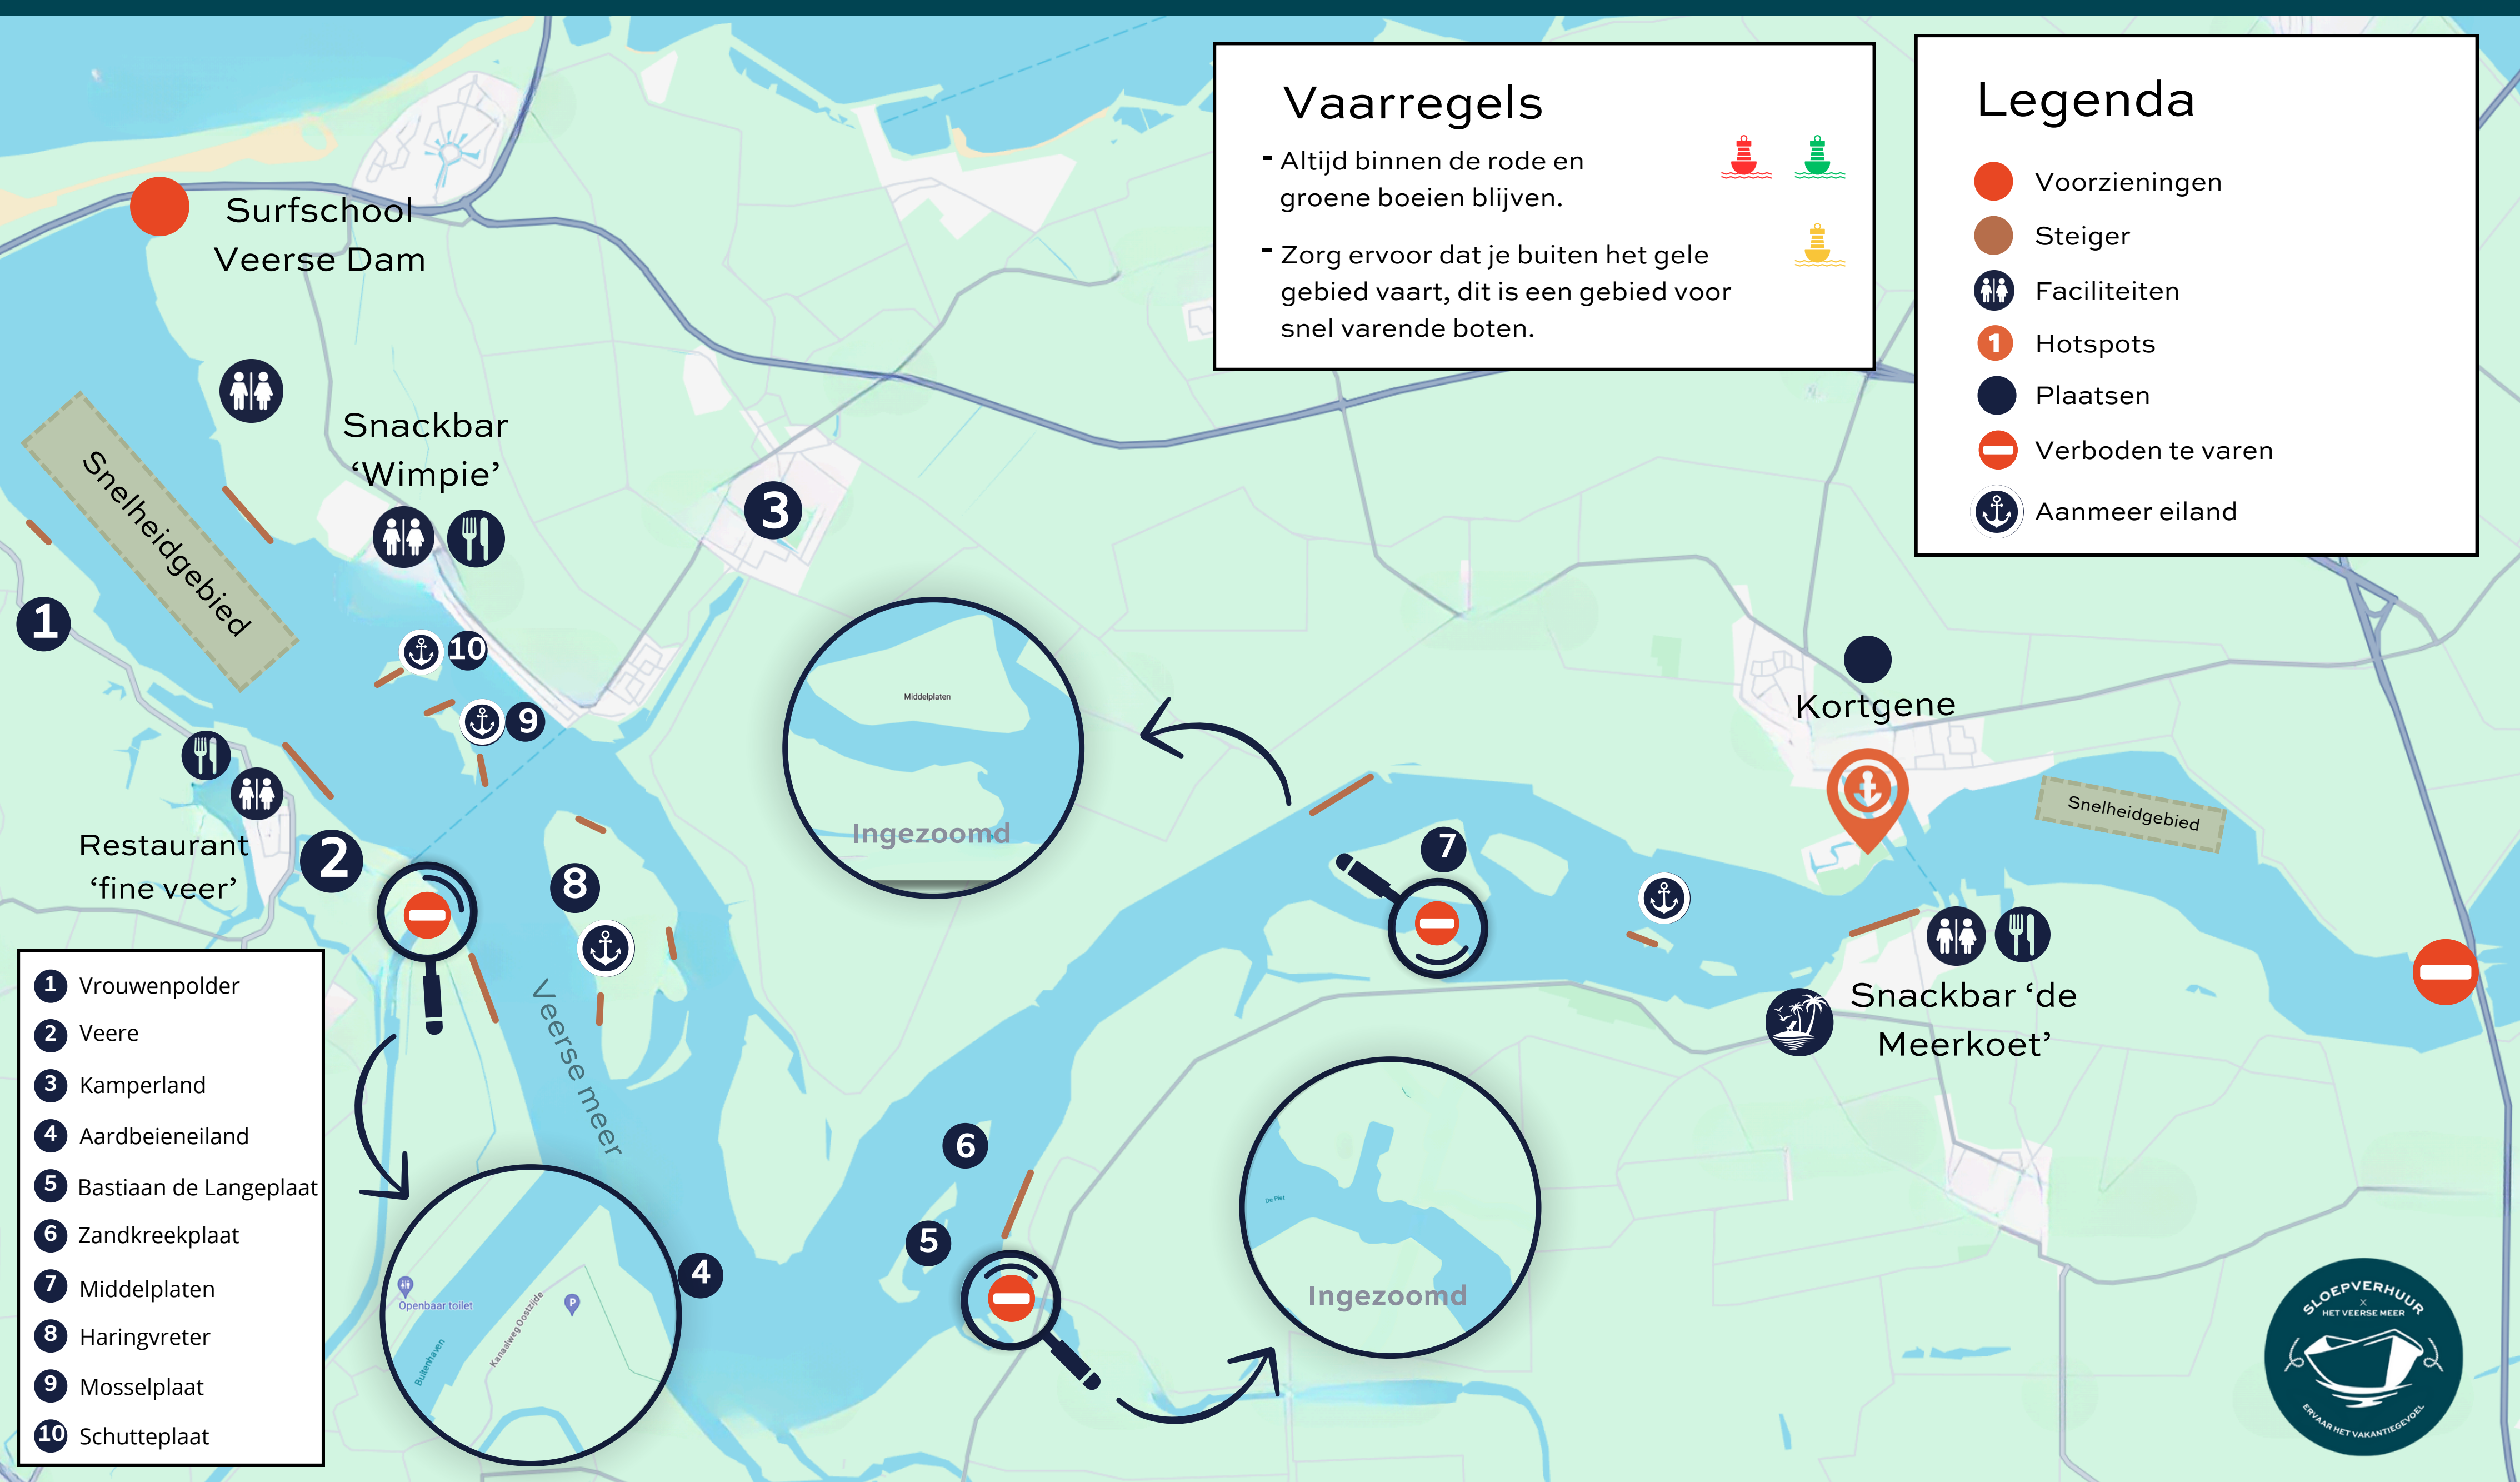 Vaarregels
- Altijd binnen de rode en
groene boeien blijven.
- Zorg ervoor dat je buiten het gele
gebied vaart, dit is een gebied voor
snel varende boten.
Legenda
Voorzieningen
Steiger
Faciliteiten
1 Hotspots
Plaatsen
Verboden te varen
Aanmeer eiland
Surfschool
Veerse Dam
Snackbar
‘Wimpie’
Snelheidgebied
3
1
10
9
Restaurant
‘fine veer’
2
8
Veerse meer
Middelplaten
Ingezoomd
7
Kortgene
Snelheidgebied
Snackbar ‘de
Meerkoet’
6
5
4
De Piet
Ingezoomd
Openbaar toilet
Buitenhaven
Kanaalweg Oostzijde
P
1 Vrouwenpolder
2 Veere
3 Kamperland
4 Aardbeieneiland
5 Bastiaan de Langeplaat
6 Zandkreekplaat
7 Middelplaten
8 Haringvreter
9 Mosselplaat
10 Schutteplaat
SLOEPVERHUUR
X
HET VEERSE MEER
ERVAAR HET VAKANTIEGEVOEL